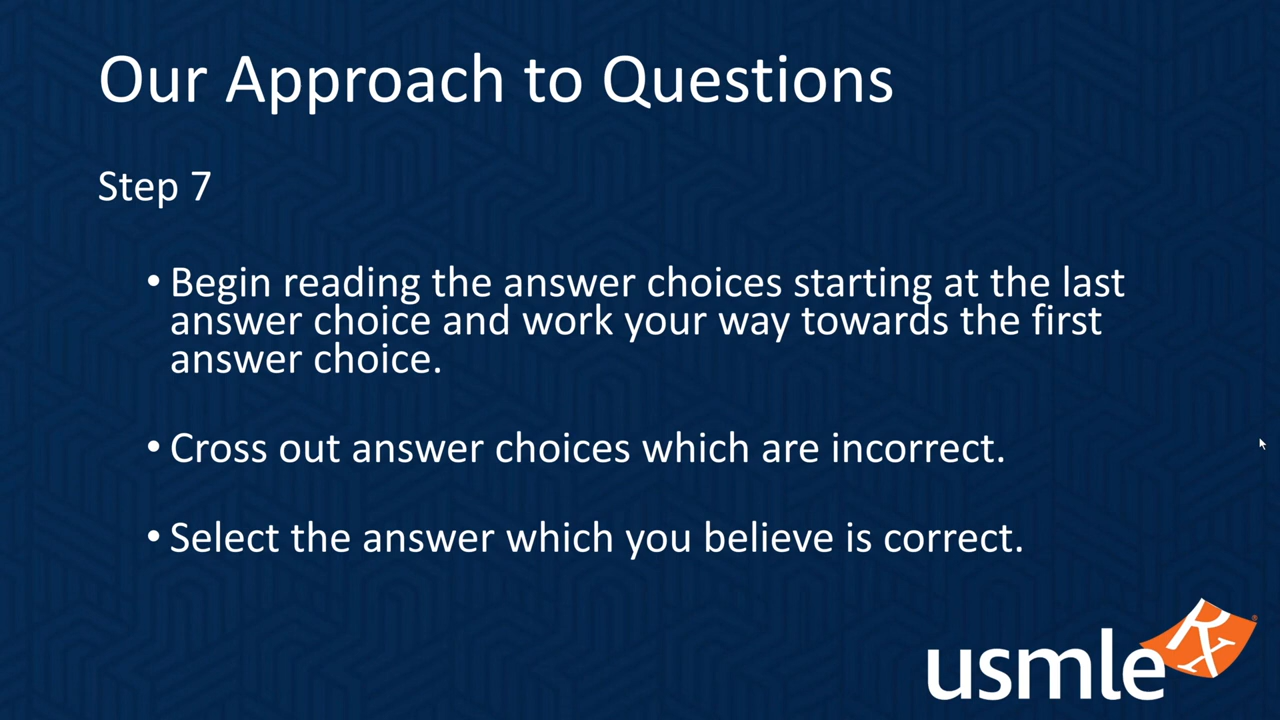 Our Approach to Questions
Step 7
• Begin reading the answer choices starting at the last
answer choice and work your way towards the first
answer choice.
• Cross out answer choices which are incorrect.
• Select the answer which you believe is correct.
usmle Rx